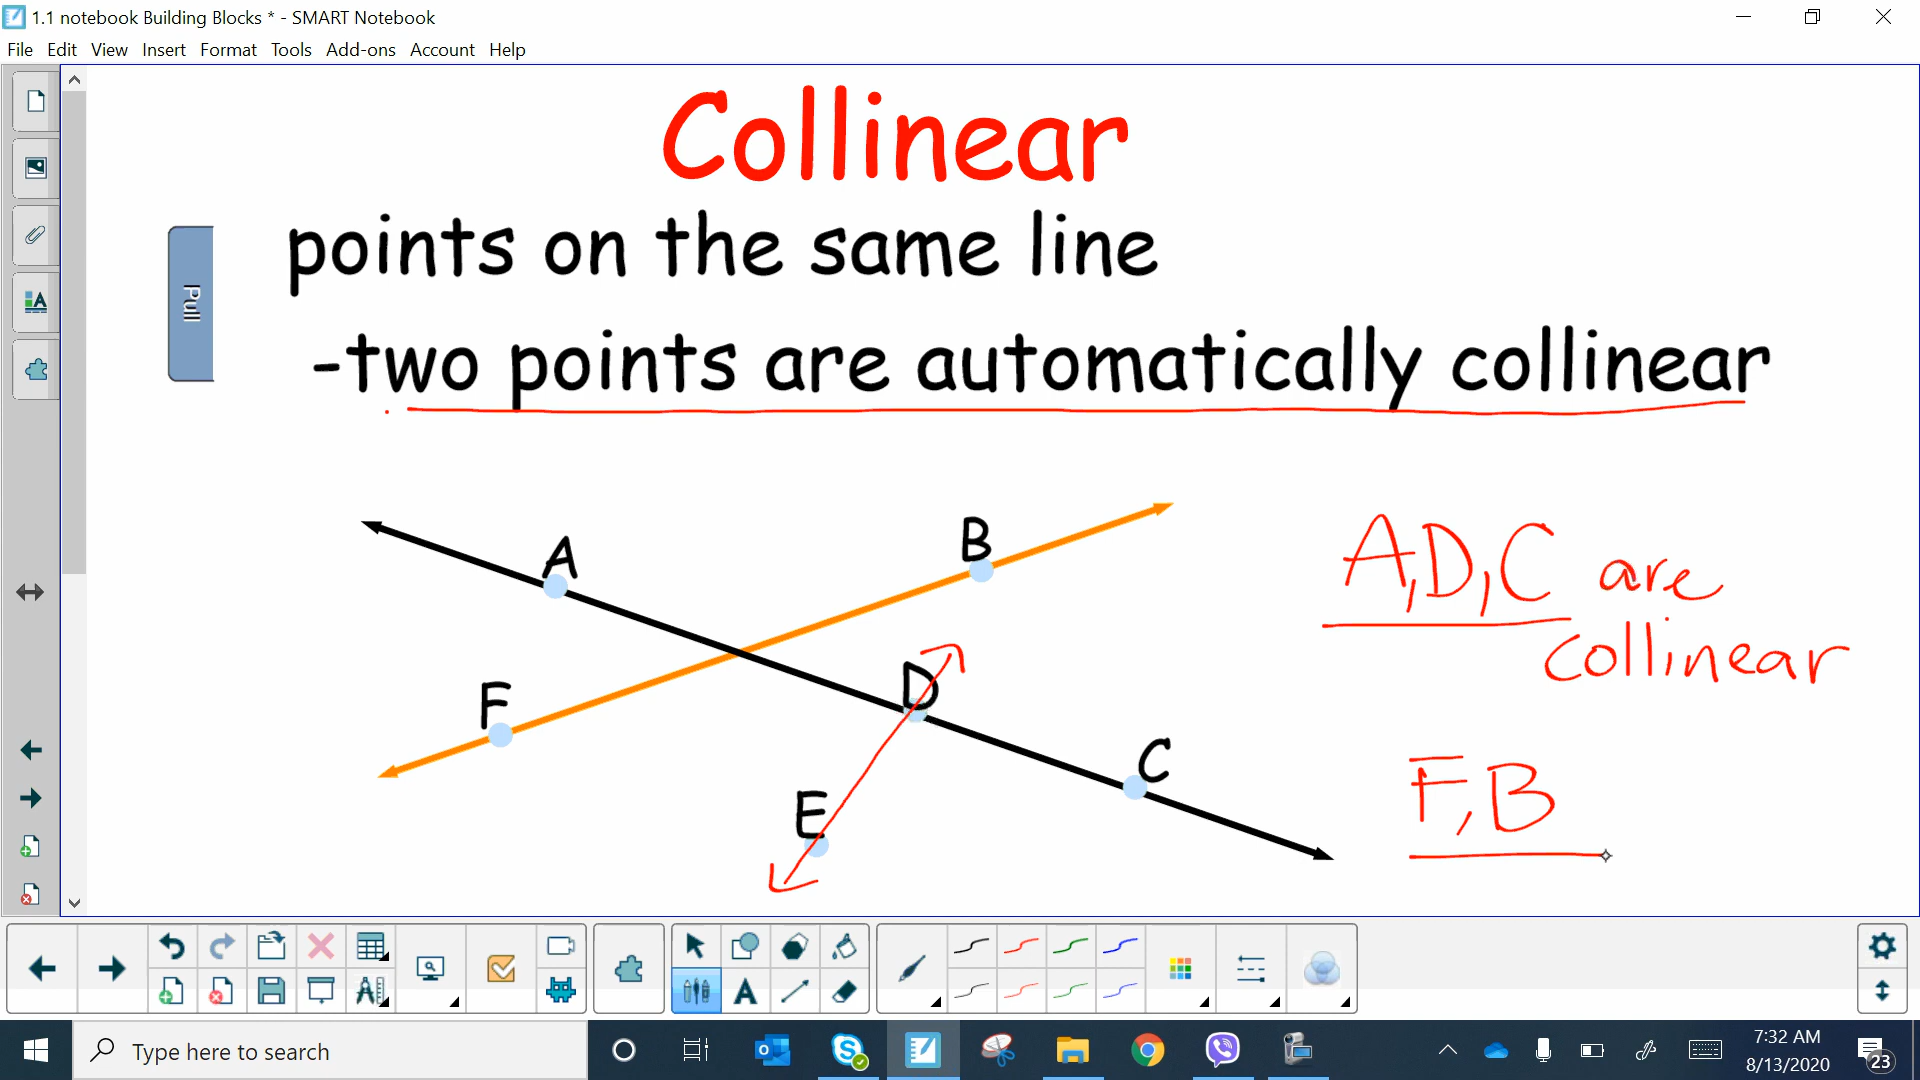 1.1 notebook Building Blocks * - SMART Notebook
File Edit View Insert Format Tools Add-ons Account Help
Collinear
points on the same line
-two points are automatically collinear
Pull
A
B
F
D
E
C
A,D,C are
collinear
F,B
Type here to search
7:32 AM
8/13/2020
23